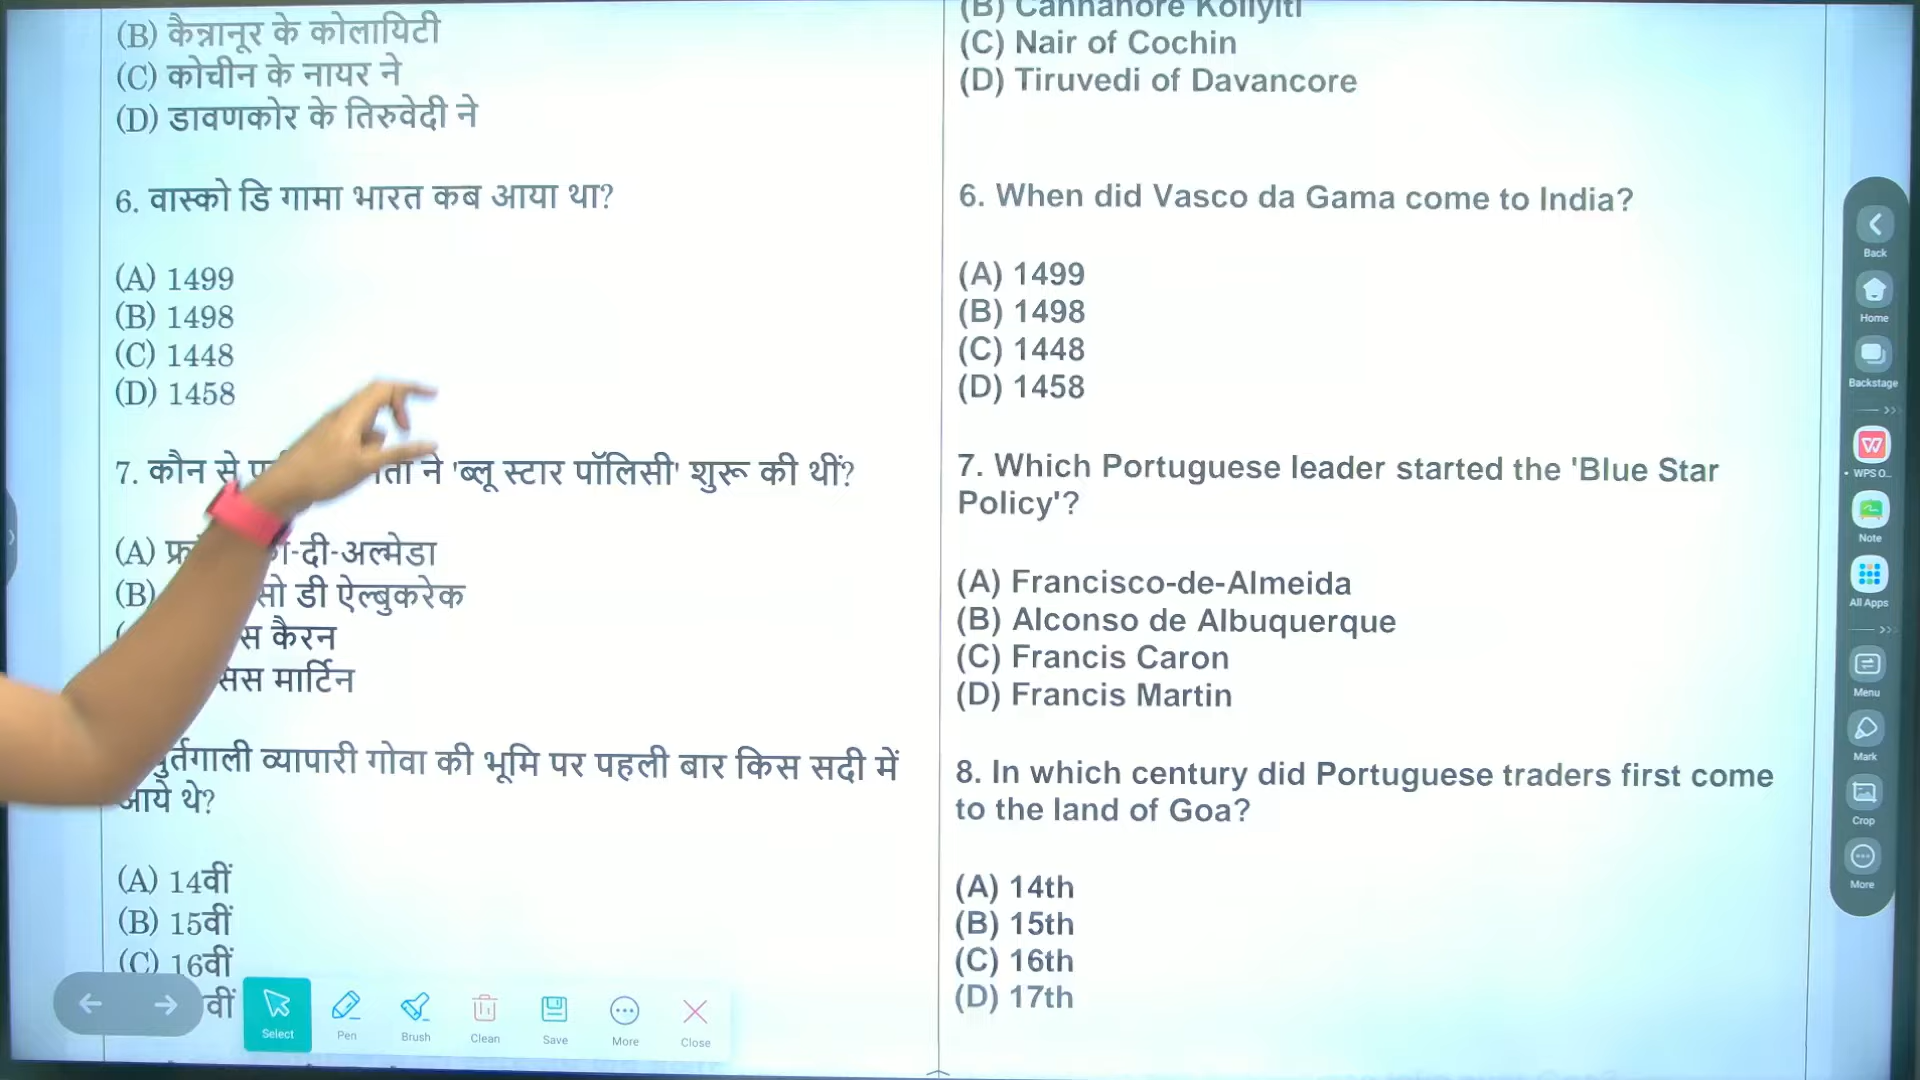 (B) कैन्नानूर के कोलायिटी
(C) कोचीन के नायर ने
(D) डावणकोर के तिरुवेदी ने
6. वास्को डि गामा भारत कब आया था?
(A) 1499
(B) 1498
(C) 1448
(D) 1458
7. कौन से ने 'ब्लू स्टार पॉलिसी' शुरू की थीं?
(A) दी-अल्मेडा
(B) डी ऐल्बुकरेक
कैरन
मार्टिन
व्यापारी गोवा की भूमि पर पहली बार किस सदी में
आये थे?
(A) 14वीं
(B) 15वीं
(C) 16वीं
वीं
(B) Cannanore Kollyiti
(C) Nair of Cochin
(D) Tiruvedi of Davancore
6. When did Vasco da Gama come to India?
(A) 1499
(B) 1498
(C) 1448
(D) 1458
7. Which Portuguese leader started the 'Blue Star
Policy'?
(A) Francisco-de-Almeida
(B) Alconso de Albuquerque
(C) Francis Caron
(D) Francis Martin
8. In which century did Portuguese traders first come
to the land of Goa?
(A) 14th
(B) 15th
(C) 16th
(D) 17th
Back
Home
Backstage
WPS O...
Note
All Apps
Menu
Mark
Crop
More
Select
Pen
Brush
Clean
Save
More
Close